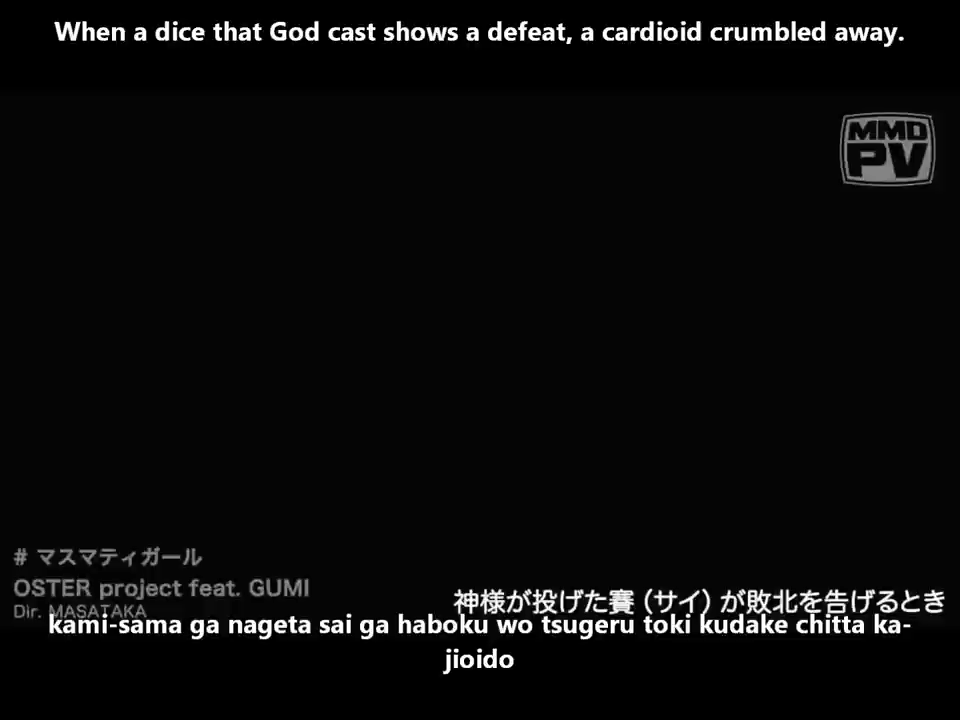 When a dice that God cast shows a defeat, a cardioid crumbled away.
MMD
PV
# マスマティガール
OSTER project feat. GUMI
Dir. MASATAKA
神様が投げた賽（サイ）が敗北を告げるとき
kami-sama ga nageta sai ga haboku wo tsugeru toki kudake chitta ka-
jioido